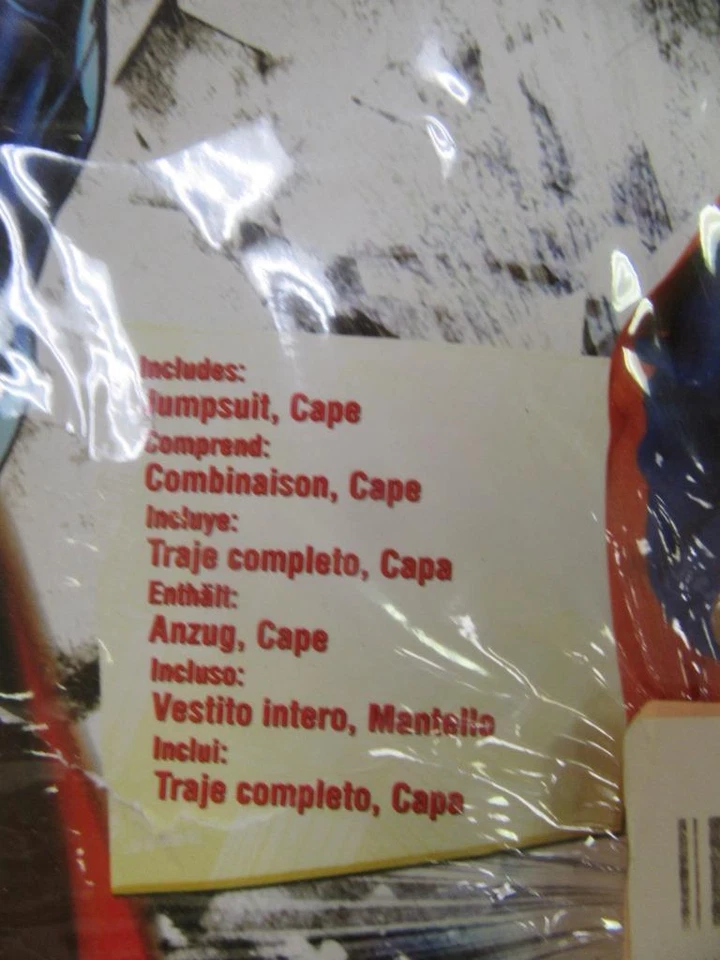 Includes:
Jumpsuit, Cape
Comprend:
Combinaison, Cape
Incluye:
Traje completo, Capa
Enthält:
Anzug, Cape
Incluso:
Vestito intero, Mantello
Inclui:
Traje completo, Capa